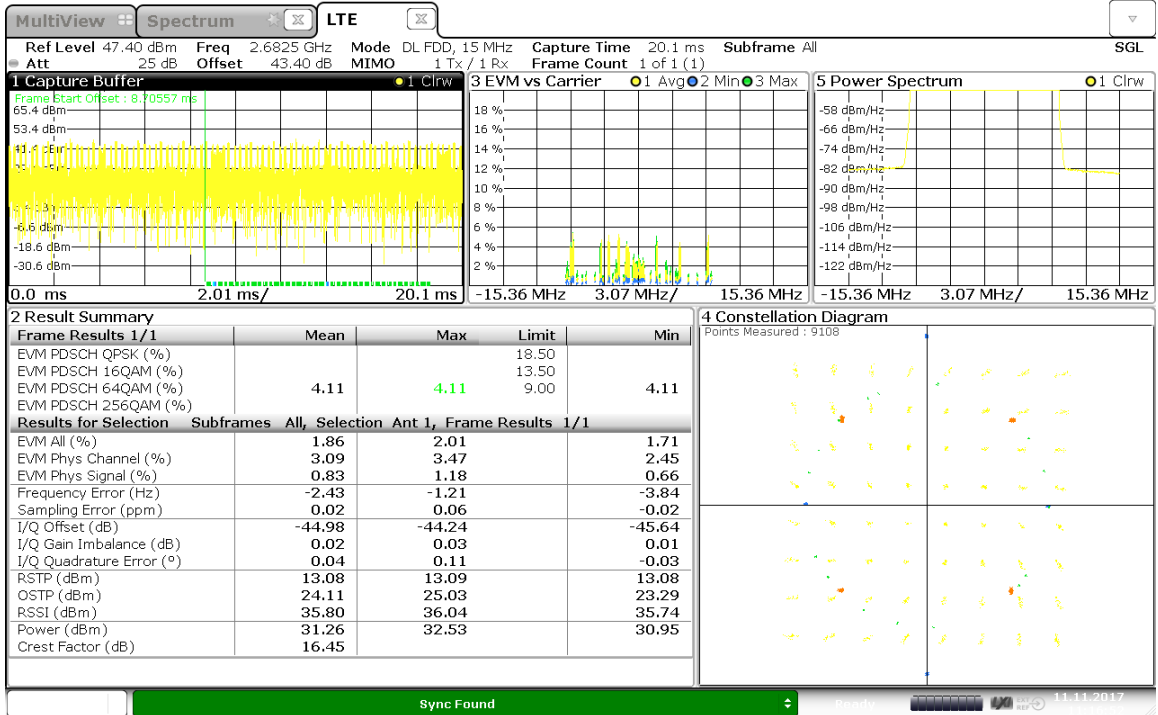 MultiView Spectrum LTE
Ref Level 47.40 dBm Freq 2.6825 GHz Mode DL FDD, 15 MHz Capture Time 20.1 ms Subframe All SGL
Att 25 dB Offset 43.40 dB MIMO 1 Tx / 1 Rx Frame Count 1 of 1 (1)
1 Capture Buffer 1 Clrw
Frame Start Offset : 8.70557 ms
65.4 dBm
53.4 dBm
-6.6 dBm
-18.6 dBm
-30.6 dBm
0.0 ms 2.01 ms/ 20.1 ms
3 EVM vs Carrier 1 Avg 2 Min 3 Max
18 %
16 %
14 %
12 %
10 %
8 %
6 %
4 %
2 %
-15.36 MHz 3.07 MHz/ 15.36 MHz
5 Power Spectrum 1 Clrw
-58 dBm/Hz
-66 dBm/Hz
-74 dBm/Hz
-82 dBm/Hz
-90 dBm/Hz
-98 dBm/Hz
-106 dBm/Hz
-114 dBm/Hz
-122 dBm/Hz
-15.36 MHz 3.07 MHz/ 15.36 MHz
2 Result Summary
Frame Results 1/1 Mean Max Limit Min
EVM PDSCH QPSK (%) 18.50
EVM PDSCH 16QAM (%) 13.50
EVM PDSCH 64QAM (%) 4.11 4.11 9.00 4.11
EVM PDSCH 256QAM (%)
Results for Selection Subframes All, Selection Ant 1, Frame Results 1/1
EVM All (%) 1.86 2.01 1.71
EVM Phys Channel (%) 3.09 3.47 2.45
EVM Phys Signal (%) 0.83 1.18 0.66
Frequency Error (Hz) -2.43 -1.21 -3.84
Sampling Error (ppm) 0.02 0.06 -0.02
I/Q Offset (dB) -44.98 -44.24 -45.64
I/Q Gain Imbalance (dB) 0.02 0.03 0.01
I/Q Quadrature Error (º) 0.04 0.11 -0.03
RSTP (dBm) 13.08 13.09 13.08
OSTP (dBm) 24.11 25.03 23.29
RSSI (dBm) 35.80 36.04 35.74
Power (dBm) 31.26 32.53 30.95
Crest Factor (dB) 16.45
4 Constellation Diagram
Points Measured : 9108
Sync Found
Ready
LXI
EXT
REF
11.11.2017